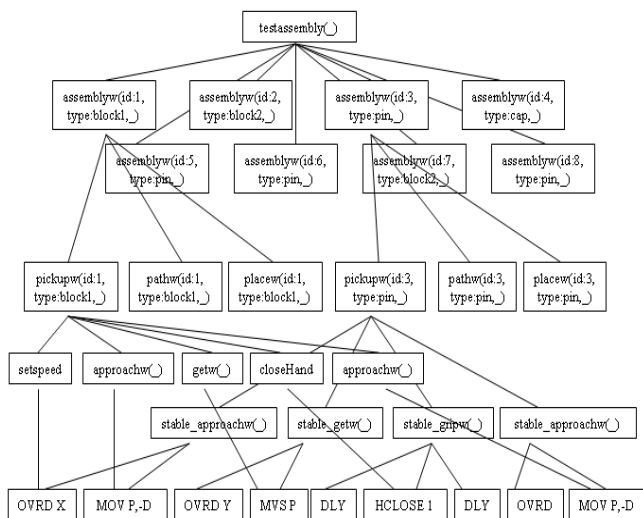 testassembly(_)
assemblyw(id:1,
type:block1,_)
assemblyw(id:2,
type:block2,_)
assemblyw(id:3,
type:pin,_)
assemblyw(id:4,
type:cap,_)
assemblyw(id:5,
type:pin,_)
assemblyw(id:6,
type:pin,_)
assemblyw(id:7,
type:block2,_)
assemblyw(id:8,
type:pin,_)
pickupw(id:1,
type:block1,_)
pathw(id:1,
type:block1,_)
placew(id:1,
type:block1,_)
pickupw(id:3,
type:pin,_)
pathw(id:3,
type:pin,_)
placew(id:3,
type:pin,_)
setspeed
approachw(_)
getw(_)
closeHand
approachw(_)
stable_approachw(_)
stable_getw(_)
stable_gripw(_)
stable_approachw(_)
OVRD X
MOV P,-D
OVRD Y
MVS P
DLY
HCLOSE 1
DLY
OVRD
MOV P,-D